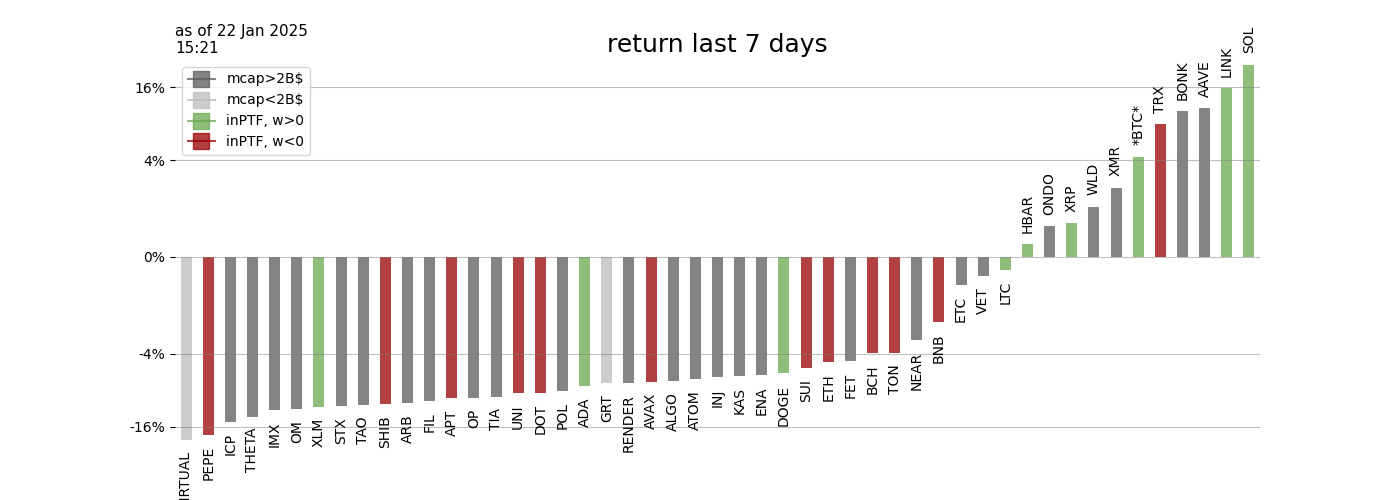 as of 22 Jan 2025
15:21
return last 7 days
mcap>2B$
mcap<2B$
inPTF, w>0
inPTF, w<0
16%
4%
0%
-4%
-16%
IRTUAL
PEPE
ICP
THETA
IMX
OM
XLM
STX
TAO
SHIB
ARB
FIL
APT
OP
TIA
UNI
DOT
POL
ADA
GRT
RENDER
AVAX
ALGO
ATOM
INJ
KAS
ENA
DOGE
SUI
ETH
FET
BCH
TON
NEAR
BNB
ETC
VET
LTC
HBAR
ONDO
XRP
WLD
XMR
*BTC*
TRX
BONK
AAVE
LINK
SOL